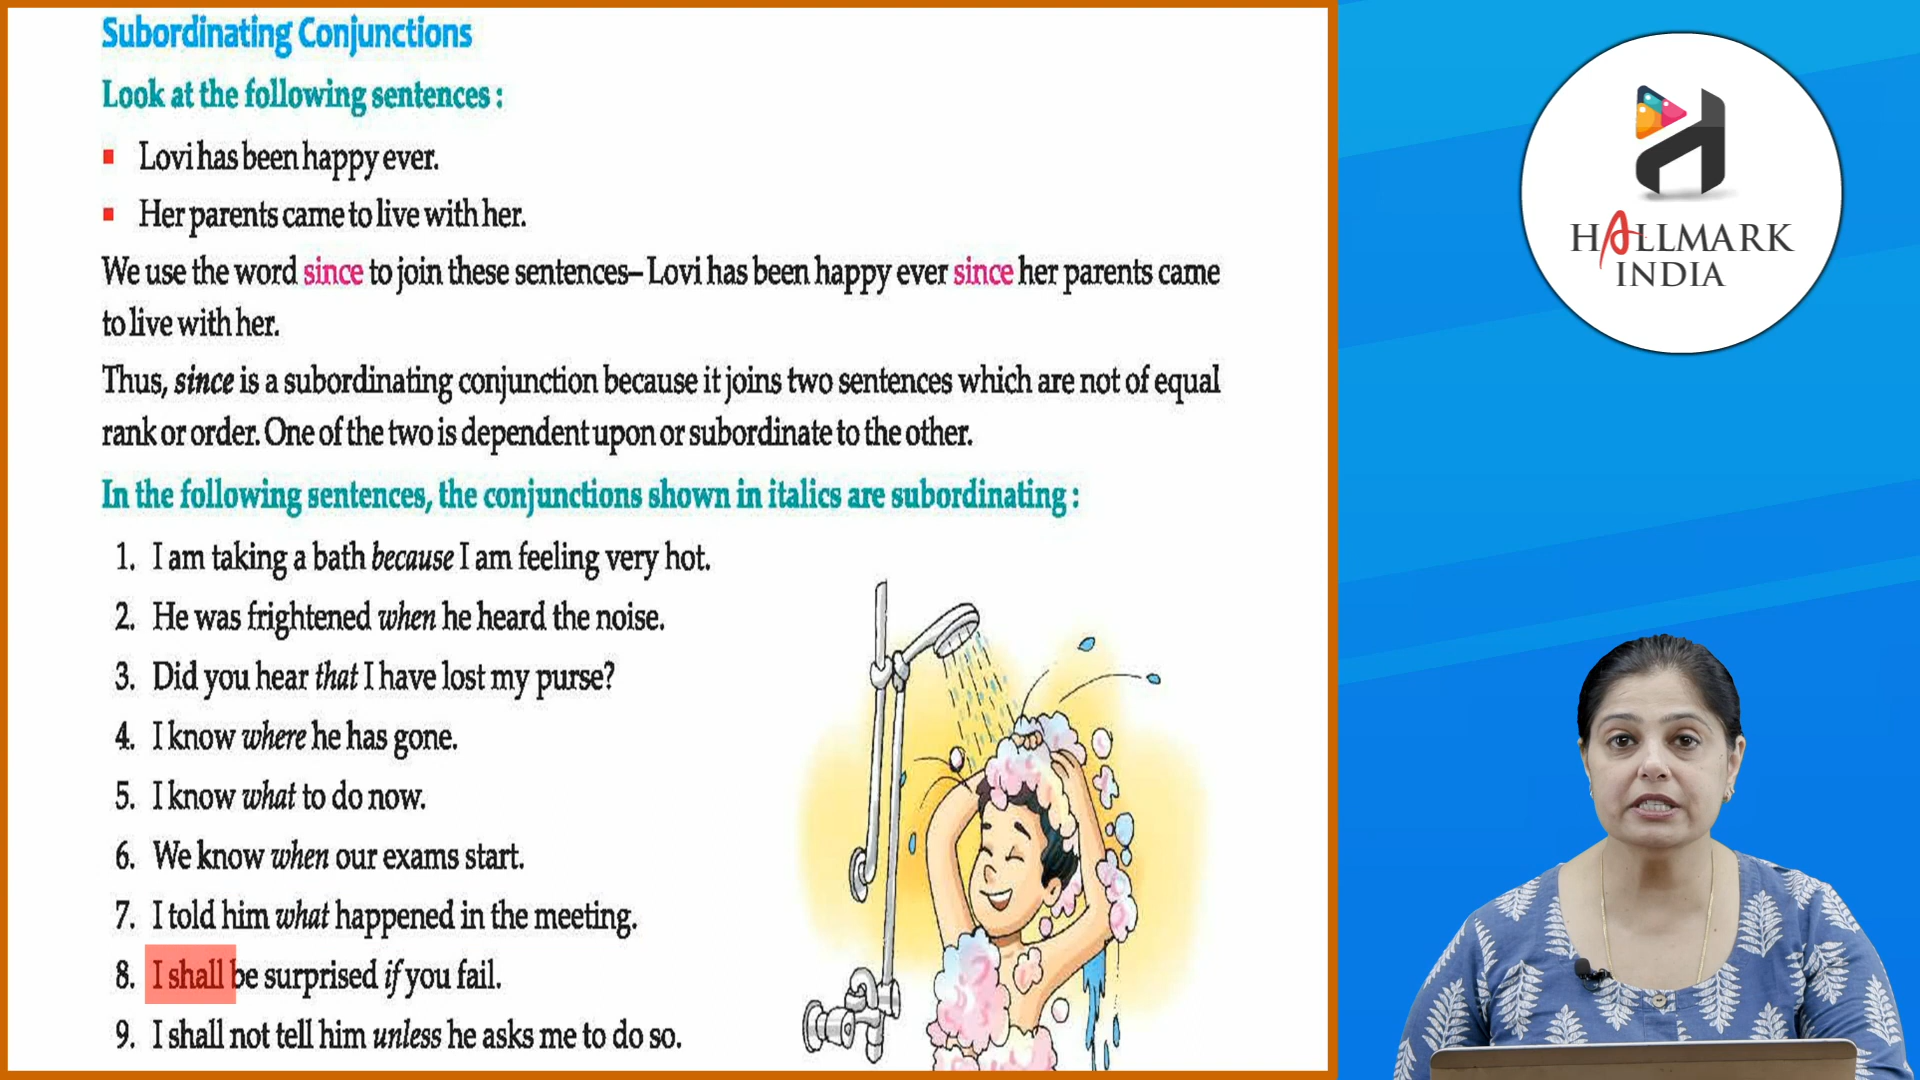 Subordinating Conjunctions
Look at the following sentences :
▪ Lovi has been happy ever.
▪ Her parents came to live with her.
We use the word since to join these sentences– Lovi has been happy ever since her parents came
to live with her.
Thus, since is a subordinating conjunction because it joins two sentences which are not of equal
rank or order. One of the two is dependent upon or subordinate to the other.
In the following sentences, the conjunctions shown in italics are subordinating :
1. I am taking a bath because I am feeling very hot.
2. He was frightened when he heard the noise.
3. Did you hear that I have lost my purse?
4. I know where he has gone.
5. I know what to do now.
6. We know when our exams start.
7. I told him what happened in the meeting.
8. I shall be surprised if you fail.
9. I shall not tell him unless he asks me to do so.
HALLMARK
INDIA